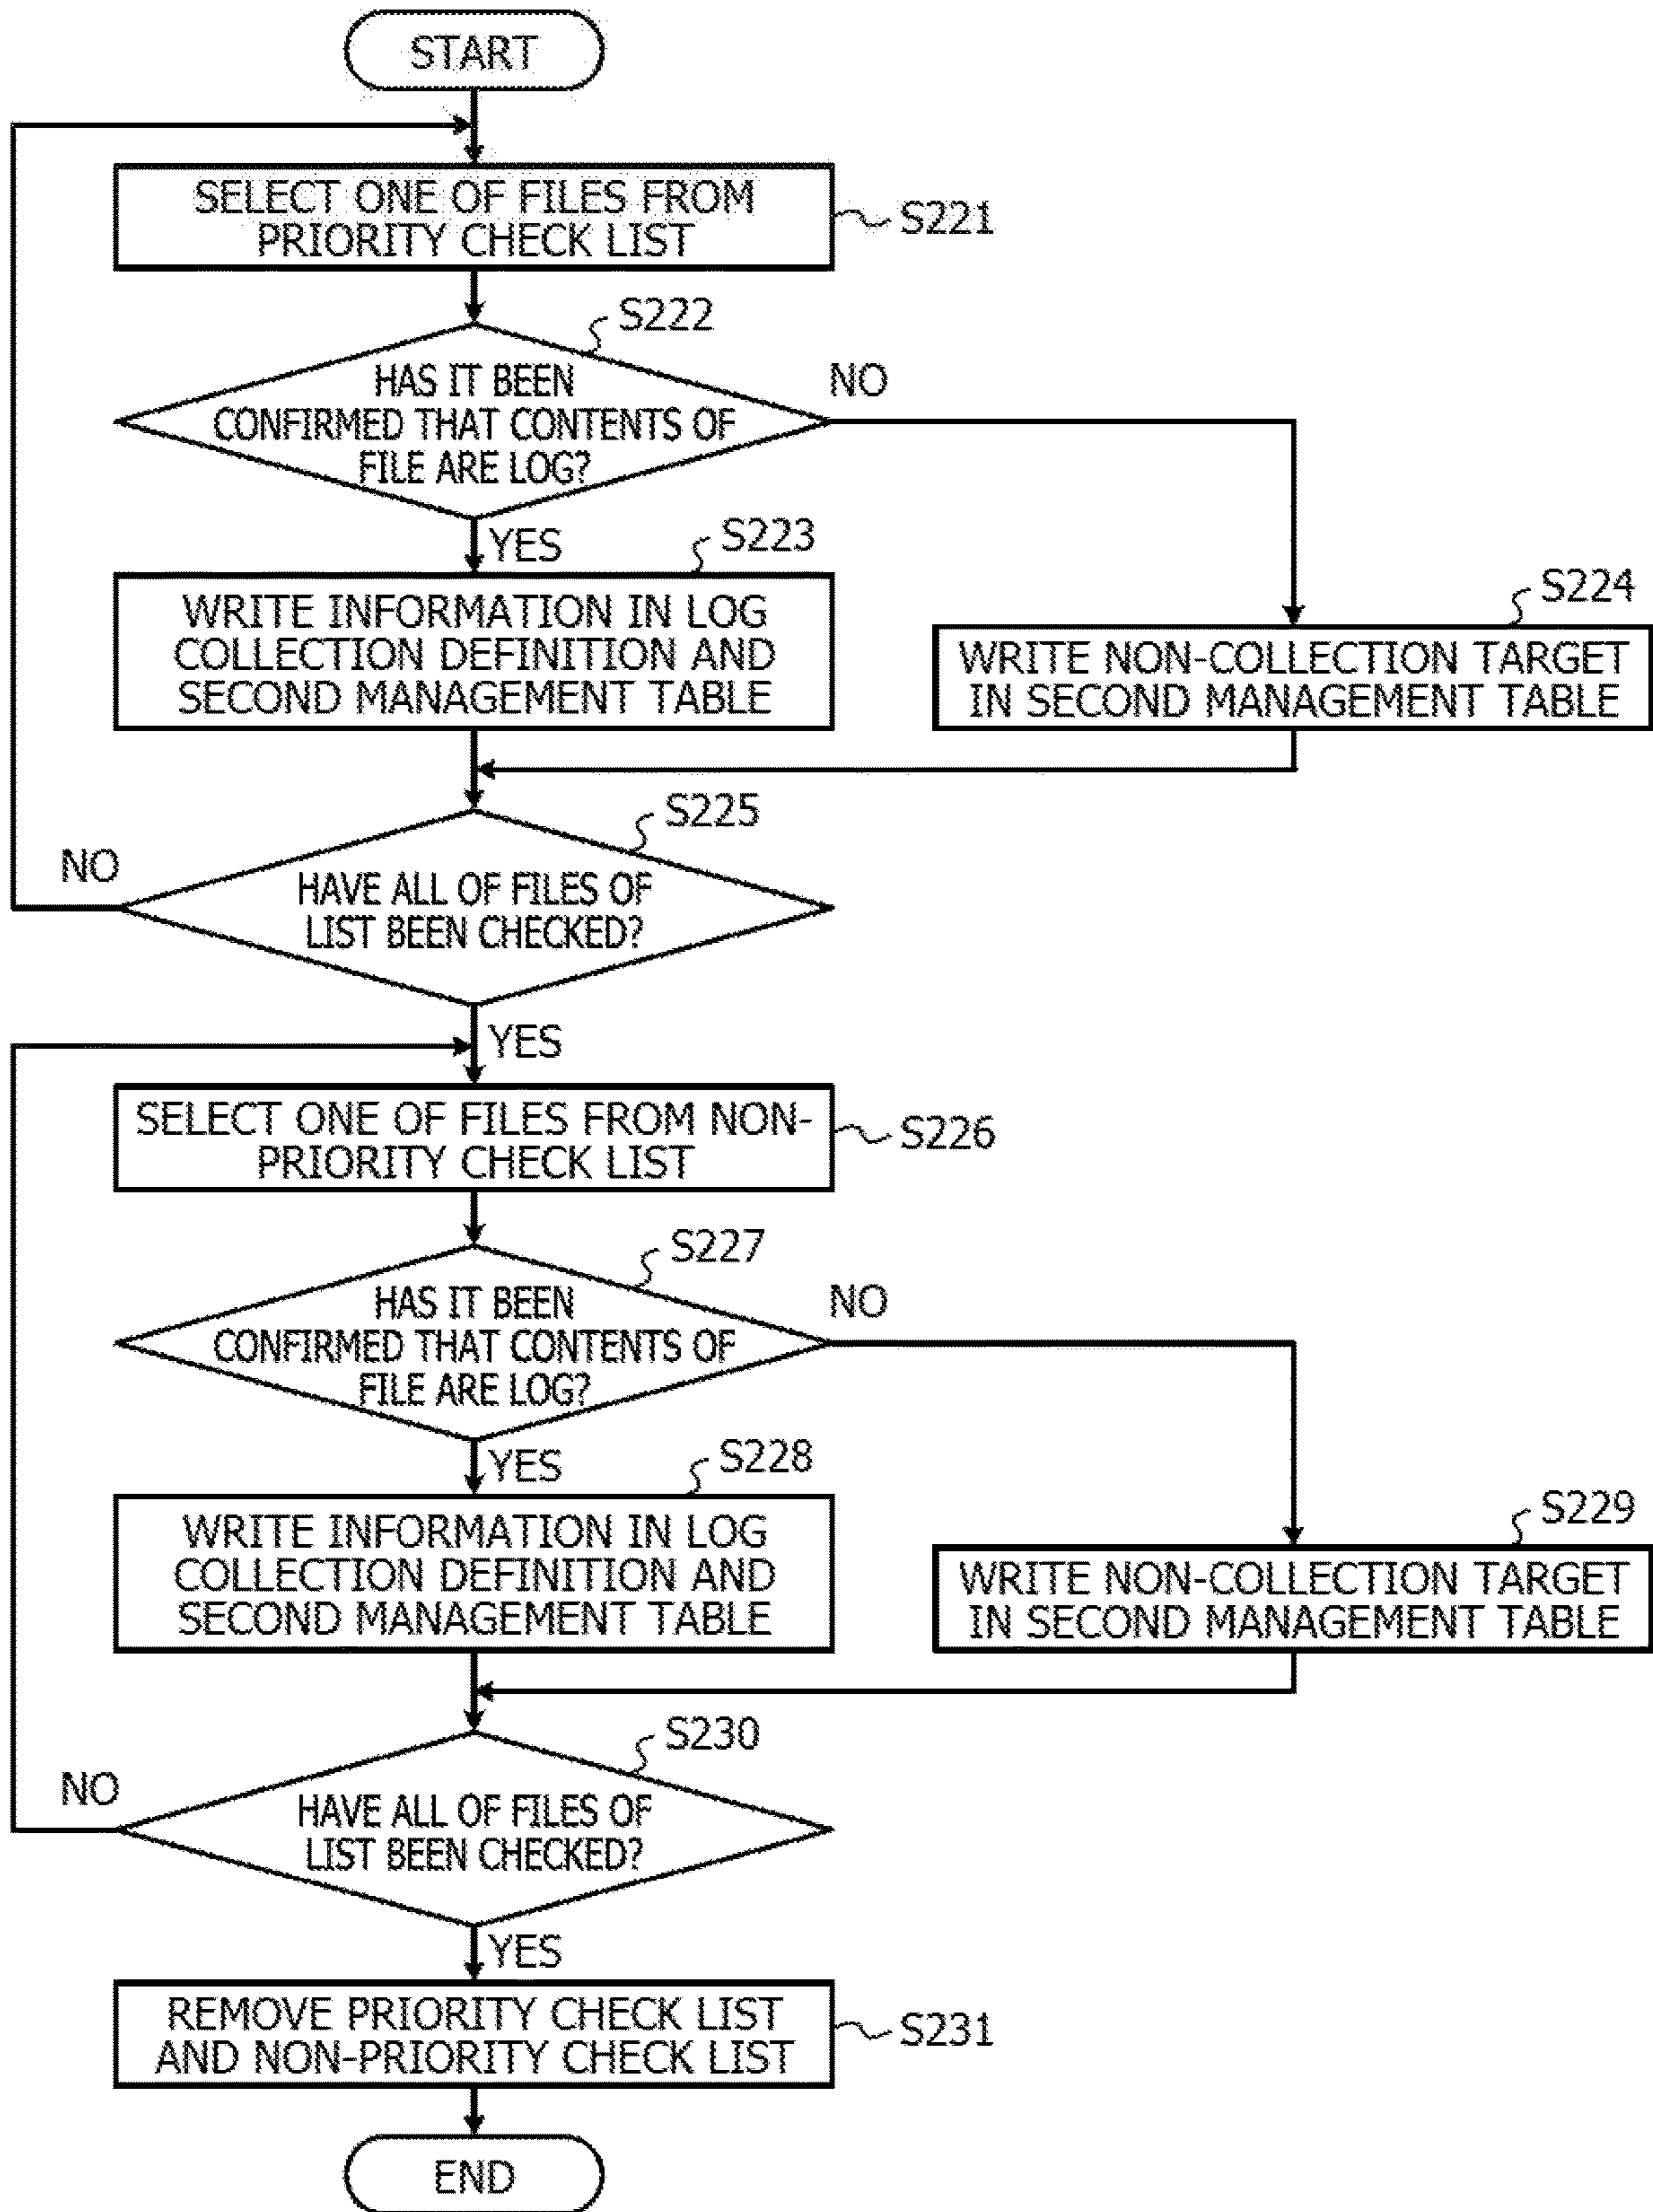 START
SELECT ONE OF FILES FROM
PRIORITY CHECK LIST
S221
S222
HAS IT BEEN
CONFIRMED THAT CONTENTS OF
FILE ARE LOG?
NO
YES
S223
WRITE INFORMATION IN LOG
COLLECTION DEFINITION AND
SECOND MANAGEMENT TABLE
S224
WRITE NON-COLLECTION TARGET
IN SECOND MANAGEMENT TABLE
S225
NO
HAVE ALL OF FILES OF
LIST BEEN CHECKED?
YES
SELECT ONE OF FILES FROM NON-
PRIORITY CHECK LIST
S226
S227
HAS IT BEEN
CONFIRMED THAT CONTENTS OF
FILE ARE LOG?
NO
YES
S228
WRITE INFORMATION IN LOG
COLLECTION DEFINITION AND
SECOND MANAGEMENT TABLE
S229
WRITE NON-COLLECTION TARGET
IN SECOND MANAGEMENT TABLE
S230
NO
HAVE ALL OF FILES OF
LIST BEEN CHECKED?
YES
REMOVE PRIORITY CHECK LIST
AND NON-PRIORITY CHECK LIST
S231
END